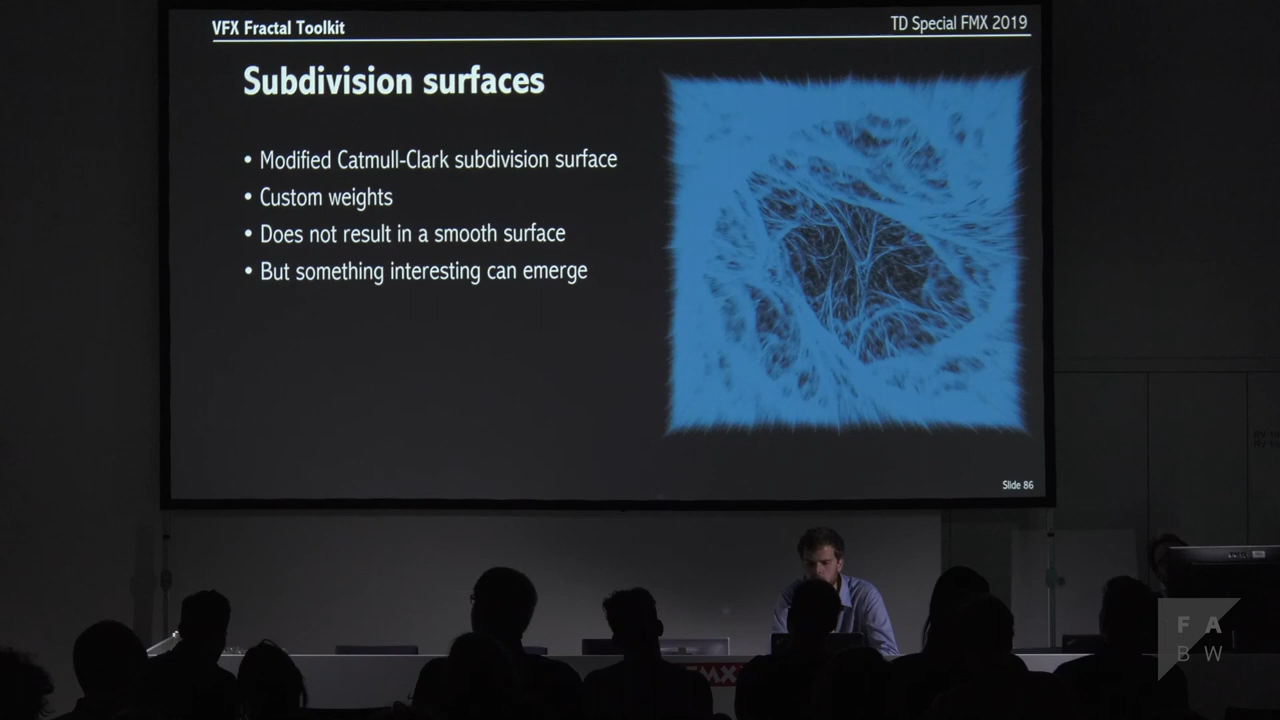 VFX Fractal Toolkit
TD Special FMX 2019
Subdivision surfaces
• Modified Catmull-Clark subdivision surface
• Custom weights
• Does not result in a smooth surface
• But something interesting can emerge
Slide 86
FMX
F A
B W